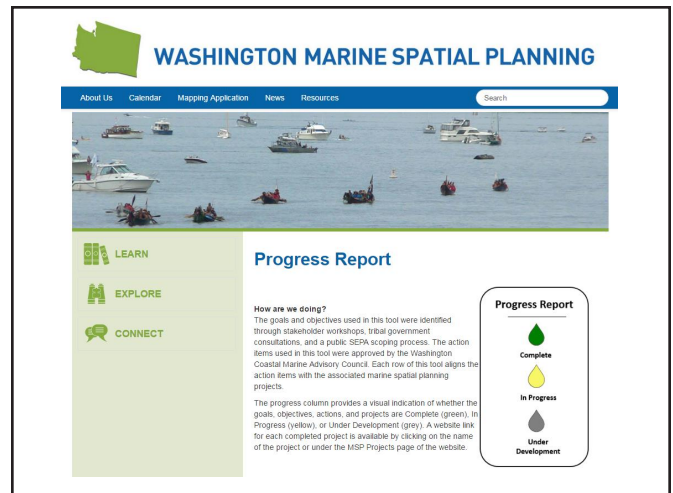 WASHINGTON MARINE SPATIAL PLANNING
About Us Calendar Mapping Application News Resources Search
LEARN
EXPLORE
CONNECT
Progress Report
How are we doing?
The goals and objectives used in this tool were identified
through stakeholder workshops, tribal government
consultations, and a public SEPA scoping process. The action
items used in this tool were approved by the Washington
Coastal Marine Advisory Council. Each row of this tool aligns the
action items with the associated marine spatial planning
projects.
The progress column provides a visual indication of whether the
goals, objectives, actions, and projects are Complete (green), In
Progress (yellow), or Under Development (grey). A website link
for each completed project is available by clicking on the name
of the project or under the MSP Projects page of the website.
Progress Report
Complete
In Progress
Under
Development